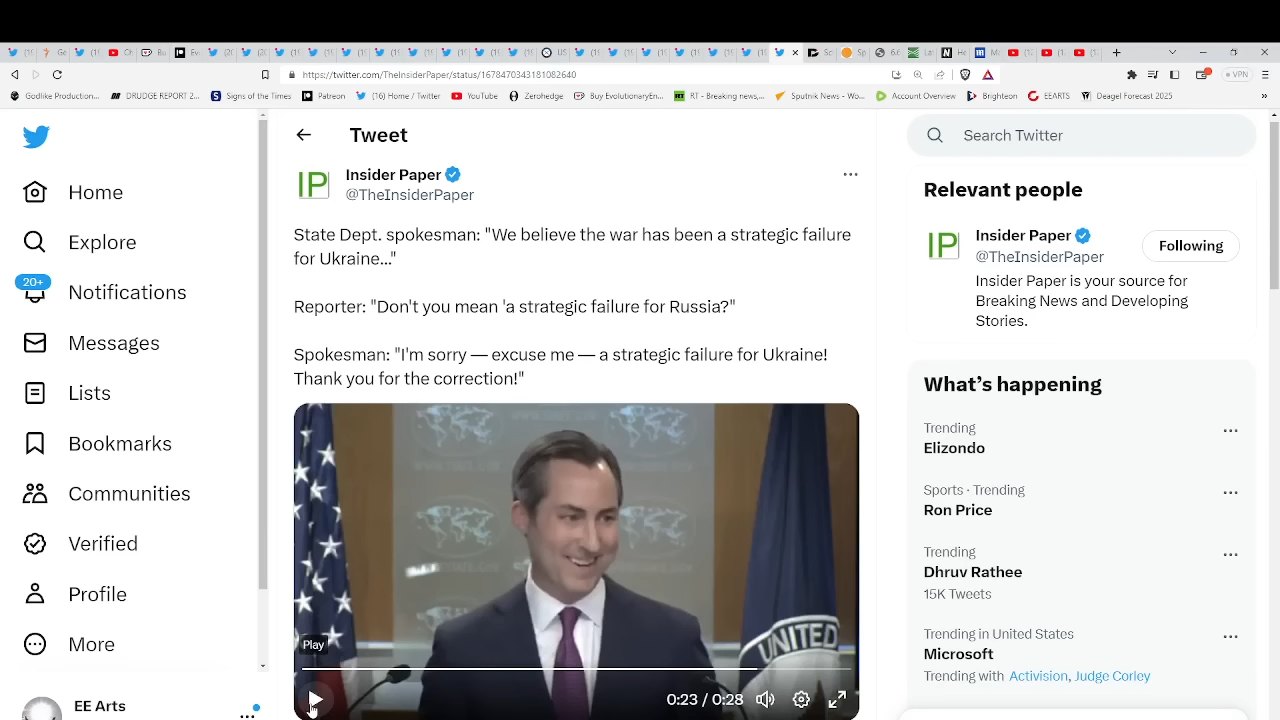 https://twitter.com/TheInsiderPaper/status/1678470343181082640
VPN
Godlike Production...
DRUDGE REPORT 2...
Signs of the Times
Patreon
(16) Home / Twitter
YouTube
Zerohedge
Buy EvolutionaryEn...
RT - Breaking news,...
Sputnik News - Wo...
Account Overview
Brighteon
EEARTS
Deagel Forecast 2025
»
Home
Explore
20+
Notifications
Messages
Lists
Bookmarks
Communities
Verified
Profile
More
EE Arts
Tweet
IP
Insider Paper
@TheInsiderPaper
State Dept. spokesman: "We believe the war has been a strategic failure
for Ukraine..."
Reporter: "Don't you mean 'a strategic failure for Russia?"
Spokesman: "I'm sorry — excuse me — a strategic failure for Ukraine!
Thank you for the correction!"
UNITED
Play
0:23 / 0:28
Search Twitter
Relevant people
IP
Insider Paper
@TheInsiderPaper
Following
Insider Paper is your source for
Breaking News and Developing
Stories.
What's happening
Trending
Elizondo
Sports · Trending
Ron Price
Trending
Dhruv Rathee
15K Tweets
Trending in United States
Microsoft
Trending with Activision, Judge Corley